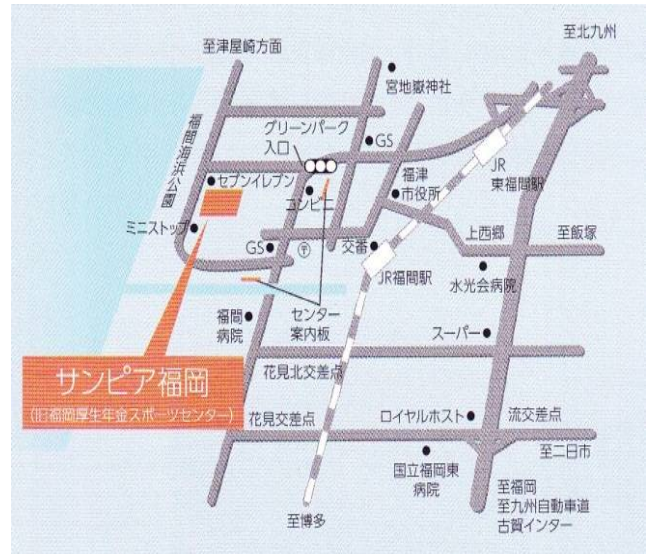 至北九州
至津屋崎方面
宮地嶽神社
グリーンパーク
入口
GS
福間海浜公園
JR
東福間駅
福津
市役所
セブンイレブン
コンビニ
ミニストップ
GS
〒
交番
上西郷
至飯塚
JR福間駅
水光会病院
福間
病院
センター
案内板
スーパー
サンピア福岡
(旧福岡厚生年金スポーツセンター)
花見北交差点
花見交差点
ロイヤルホスト
流交差点
至二日市
国立福岡東
病院
至福岡
至九州自動車道
古賀インター
至博多